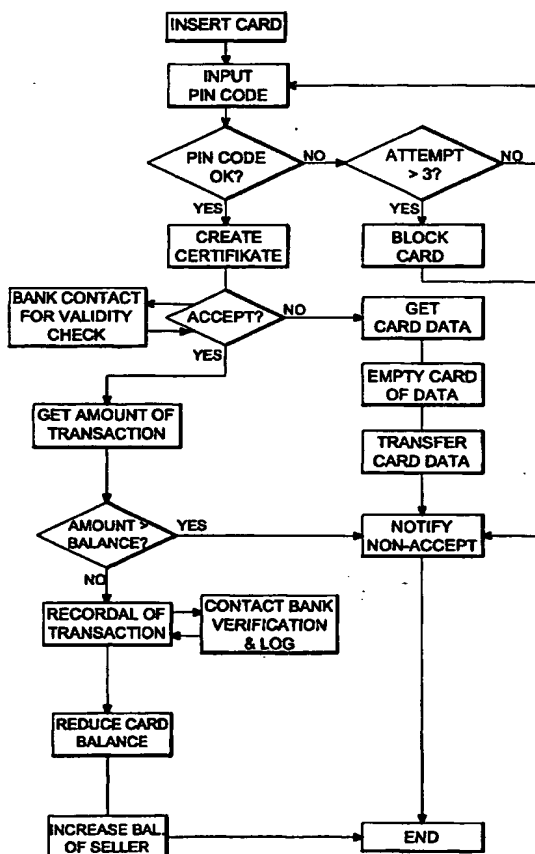 INSERT CARD
INPUT
PIN CODE
PIN CODE
OK?
NO
ATTEMPT
> 3?
NO
YES
YES
CREATE
CERTIFIKATE
BLOCK
CARD
BANK CONTACT
FOR VALIDITY
CHECK
ACCEPT?
NO
YES
GET
CARD DATA
EMPTY CARD
OF DATA
GET AMOUNT OF
TRANSACTION
TRANSFER
CARD DATA
AMOUNT >
BALANCE?
YES
NO
NOTIFY
NON-ACCEPT
RECORDAL OF
TRANSACTION
CONTACT BANK
VERIFICATION
& LOG
REDUCE CARD
BALANCE
INCREASE BAL.
OF SELLER
END